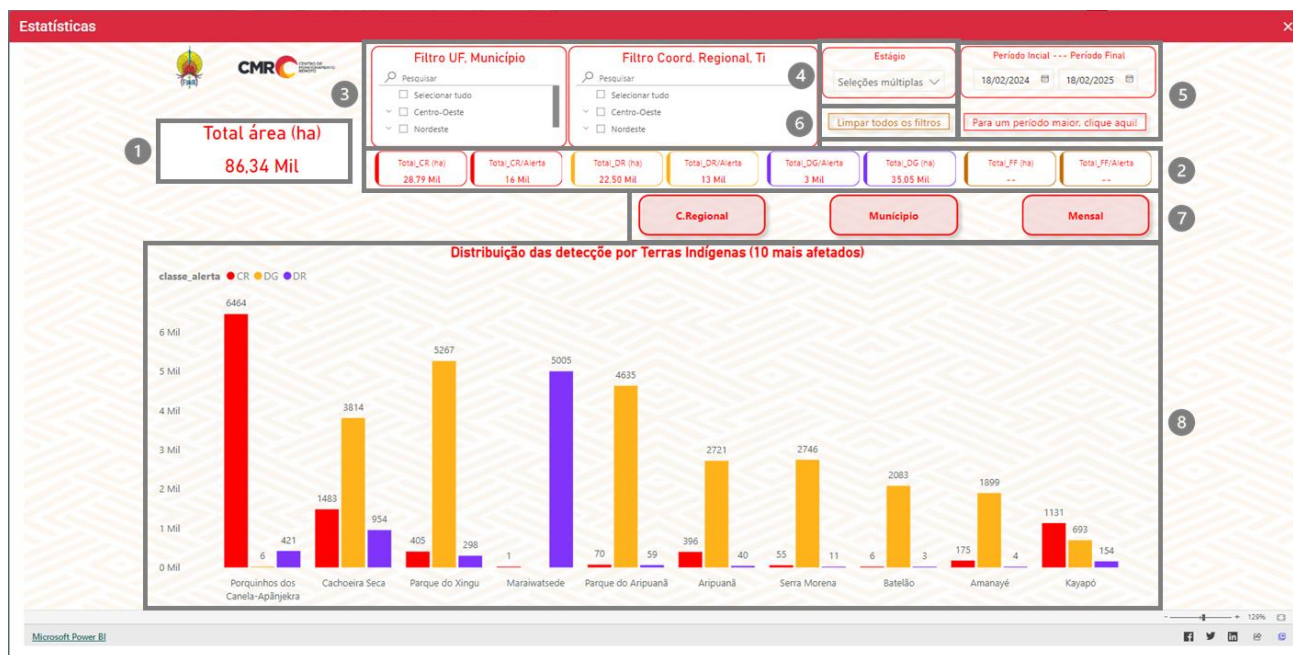 Estatísticas
CMR CENTRO DE MONITORAMENTO REMOTO
Filtro UF, Município
Pesquisar
Selecionar tudo
Centro-Oeste
Nordeste
3
Filtro Coord. Regional, Ti
Pesquisar
Selecionar tudo
Centro-Oeste
Nordeste
Estágio
Seleções múltiplas
4
Período Incial --- Período Final
18/02/2024 18/02/2025
5
6
Limpar todos os filtros
Para um período maior, clique aqui!
1
Total área (ha)
86,34 Mil
Total_CR (ha)
28.79 Mil
Total_CR/Alerta
16 Mil
Total_DR (ha)
22.50 Mil
Total_DR/Alerta
13 Mil
Total_DG/Alerta
3 Mil
Total_DG (ha)
35.05 Mil
Total_FF (ha)
--
Total_FF/Alerta
--
2
C.Regional
Município
Mensal
7
Distribuição das detecçõe por Terras Indígenas (10 mais afetados)
classe_alerta CR DG DR
6 Mil
5 Mil
4 Mil
3 Mil
2 Mil
1 Mil
0 Mil
6464 6 421
1483 3814 954
405 5267 298
1 5005
70 4635 59
396 2721 40
55 2746 11
6 2083 3
175 1899 4
1131 693 154
Porquinhos dos
Canela-Apãnjekra
Cachoeira Seca
Parque do Xingu
Maraiwatsede
Parque do Aripuanã
Aripuanã
Serra Morena
Batelão
Amanayé
Kayapó
8
- + 129%
Microsoft Power BI